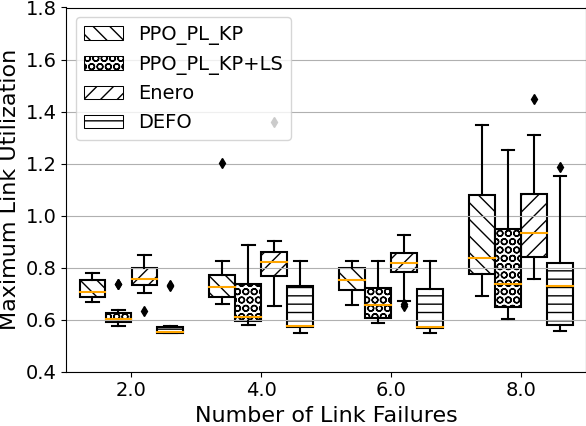 1.8
1.6
1.4
1.2
1.0
0.8
0.6
0.4
Maximum Link Utilization
PPO_PL_KP
PPO_PL_KP+LS
Enero
DEFO
2.0 4.0 6.0 8.0
Number of Link Failures